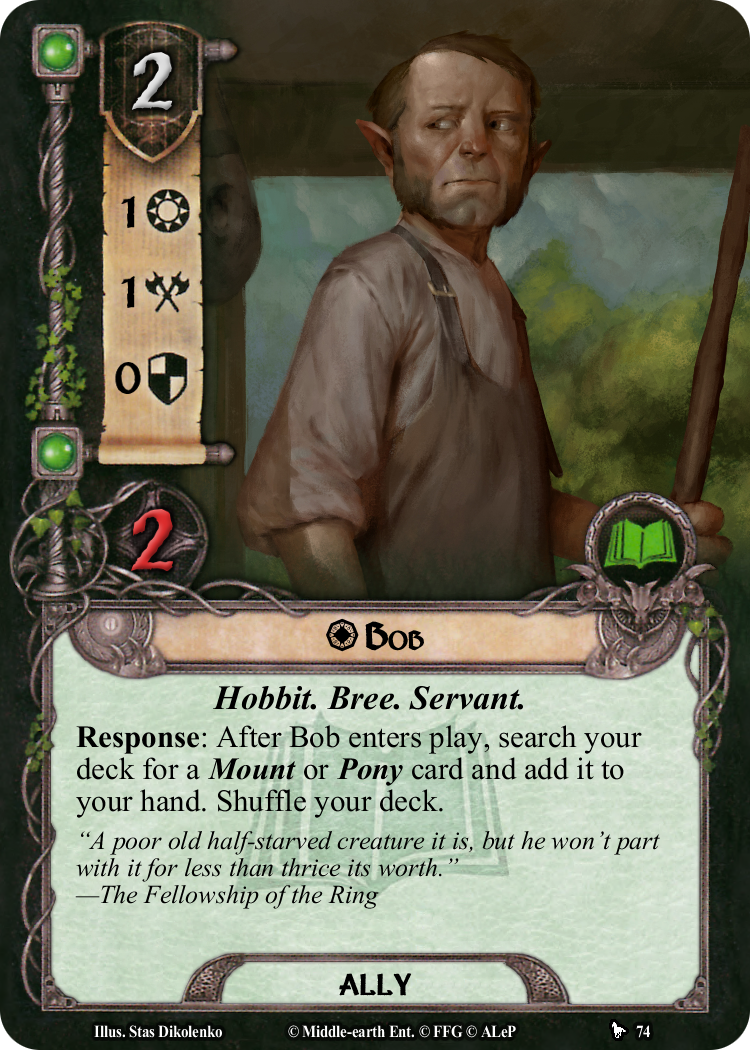 2
1
1
0
2
Bob
Hobbit. Bree. Servant.
Response: After Bob enters play, search your
deck for a Mount or Pony card and add it to
your hand. Shuffle your deck.
“A poor old half-starved creature it is, but he won’t part
with it for less than thrice its worth.”
—The Fellowship of the Ring
ALLY
Illus. Stas Dikolenko © Middle-earth Ent. © FFG © ALeP 74